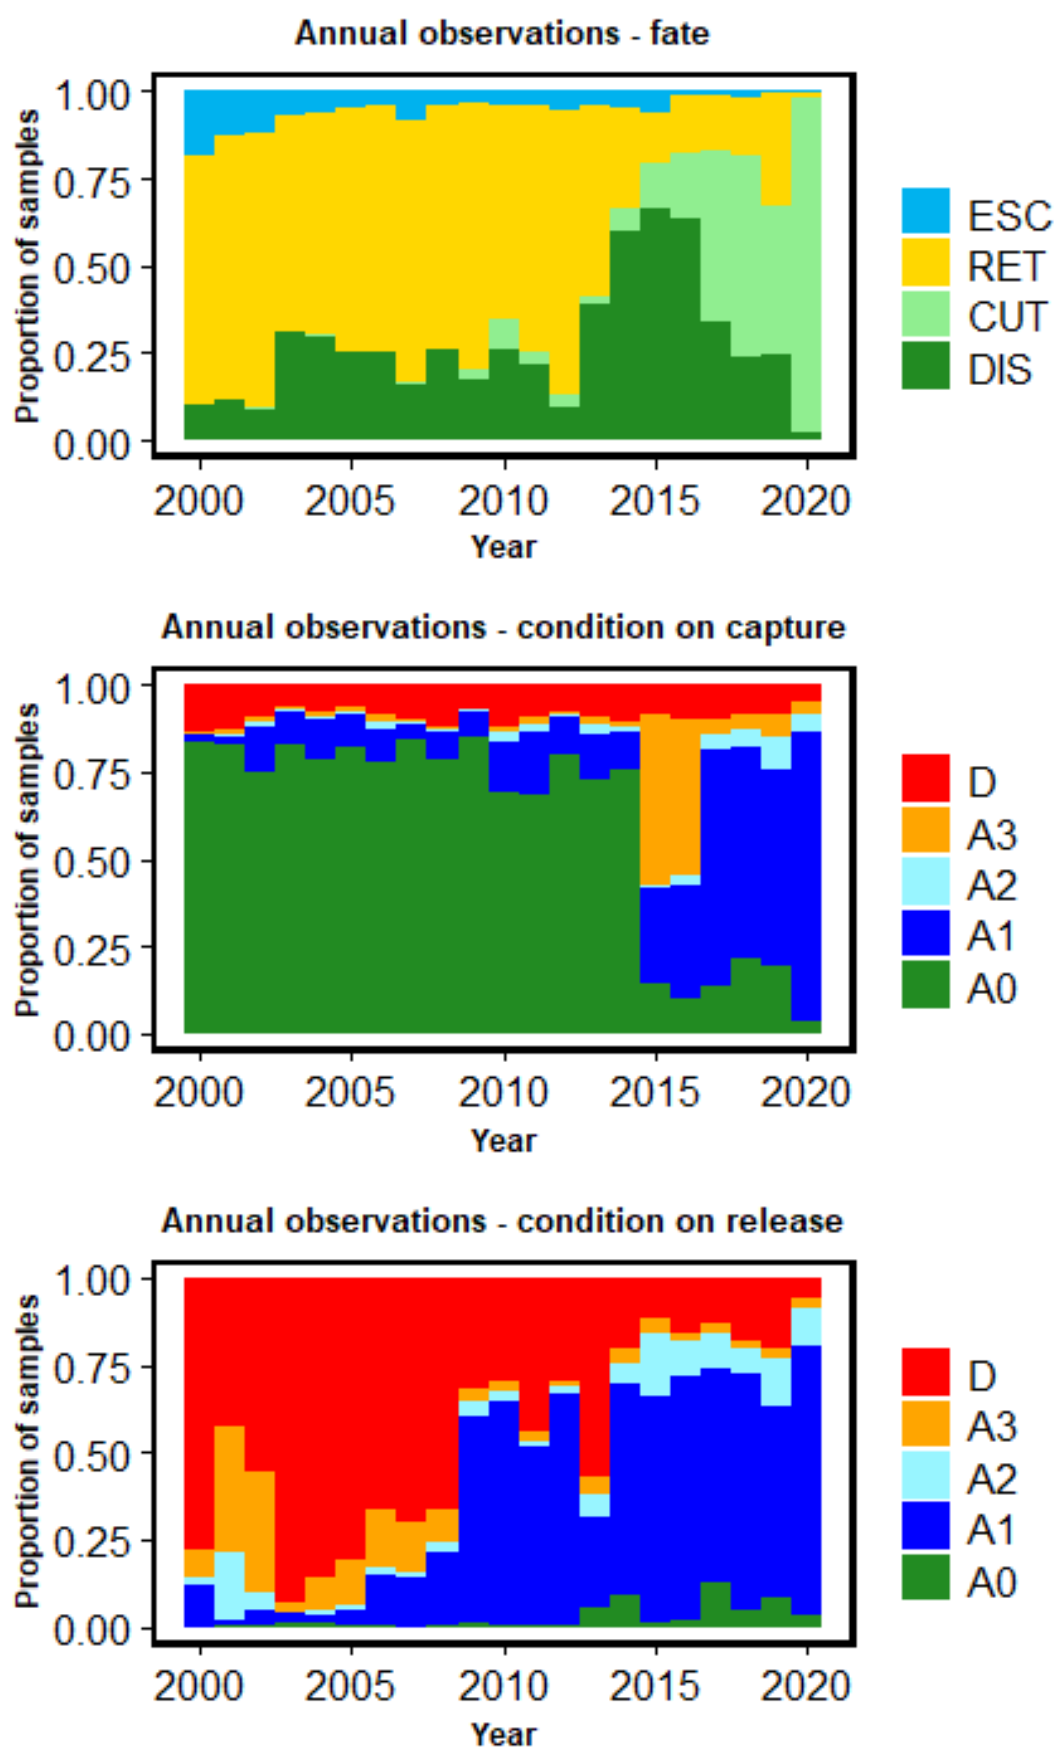 Annual observations - fate
Proportion of samples
1.00
0.75
0.50
0.25
0.00
2000 2005 2010 2015 2020
Year
ESC
RET
CUT
DIS
Annual observations - condition on capture
Proportion of samples
1.00
0.75
0.50
0.25
0.00
2000 2005 2010 2015 2020
Year
D
A3
A2
A1
A0
Annual observations - condition on release
Proportion of samples
1.00
0.75
0.50
0.25
0.00
2000 2005 2010 2015 2020
Year
D
A3
A2
A1
A0